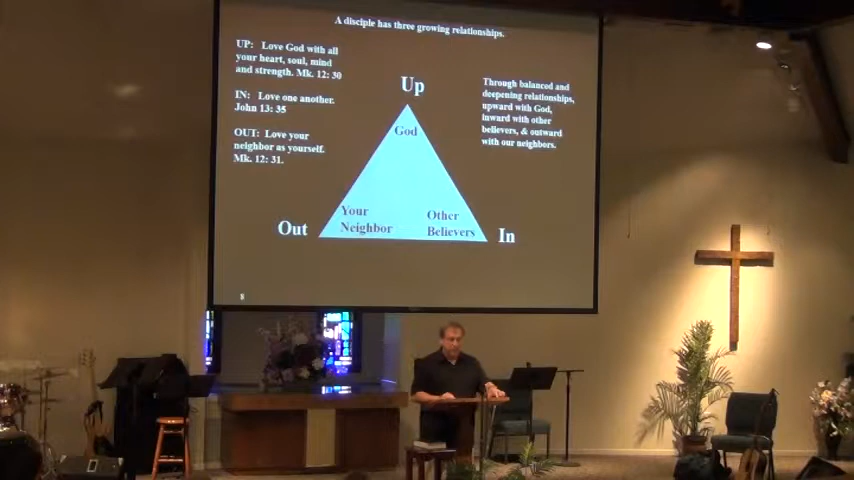 A disciple has three growing relationships.
UP: Love God with all
your heart, soul, mind
and strength. Mk. 12: 30
IN: Love one another.
John 13: 35
OUT: Love your
neighbor as yourself.
Mk. 12: 31.
Up
God
Your
Neighbor
Other
Believers
Out
In
Through balanced and
deepening relationships,
upward with God,
inward with other
believers, & outward
with our neighbors.
8